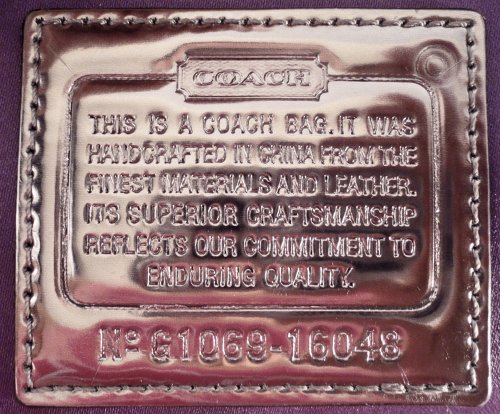 COACH
THIS IS A COACH BAG. IT WAS
HANDCRAFTED IN CHINA FROM THE
FINEST MATERIALS AND LEATHER.
ITS SUPERIOR CRAFTSMANSHIP
REFLECTS OUR COMMITMENT TO
ENDURING QUALITY.
Nº G1069-16048